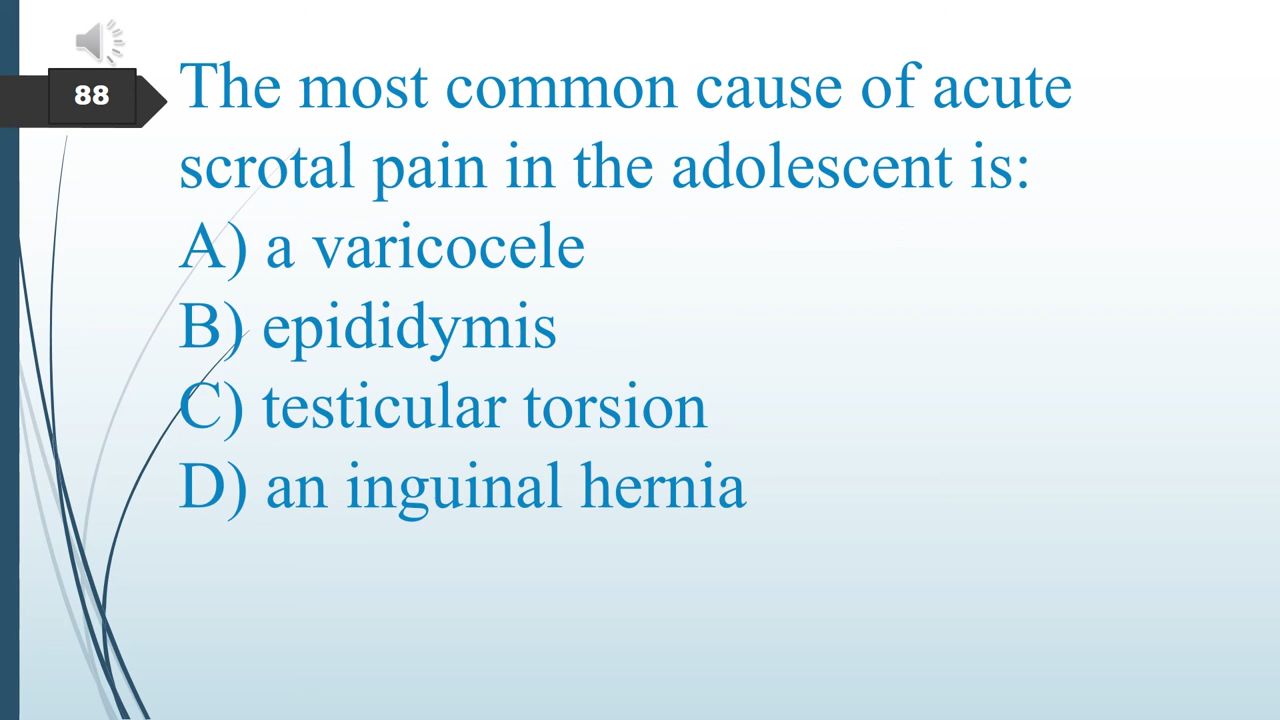 88
The most common cause of acute
scrotal pain in the adolescent is:
A) a varicocele
B) epididymis
C) testicular torsion
D) an inguinal hernia